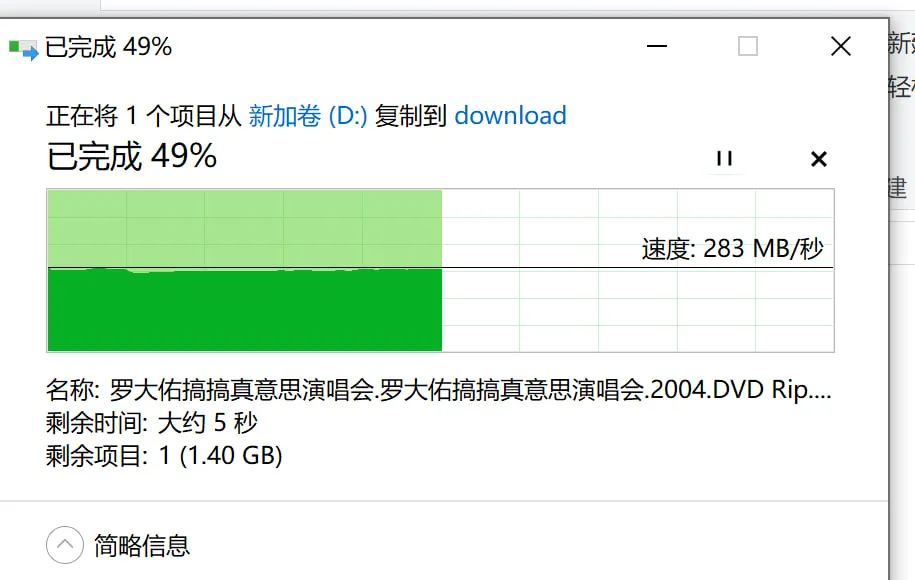 已完成 49%
正在将 1 个项目从 新加卷 (D:) 复制到 download
已完成 49%
速度: 283 MB/秒
名称: 罗大佑搞搞真意思演唱会.罗大佑搞搞真意思演唱会.2004.DVD Rip....
剩余时间: 大约 5 秒
剩余项目: 1 (1.40 GB)
简略信息
建